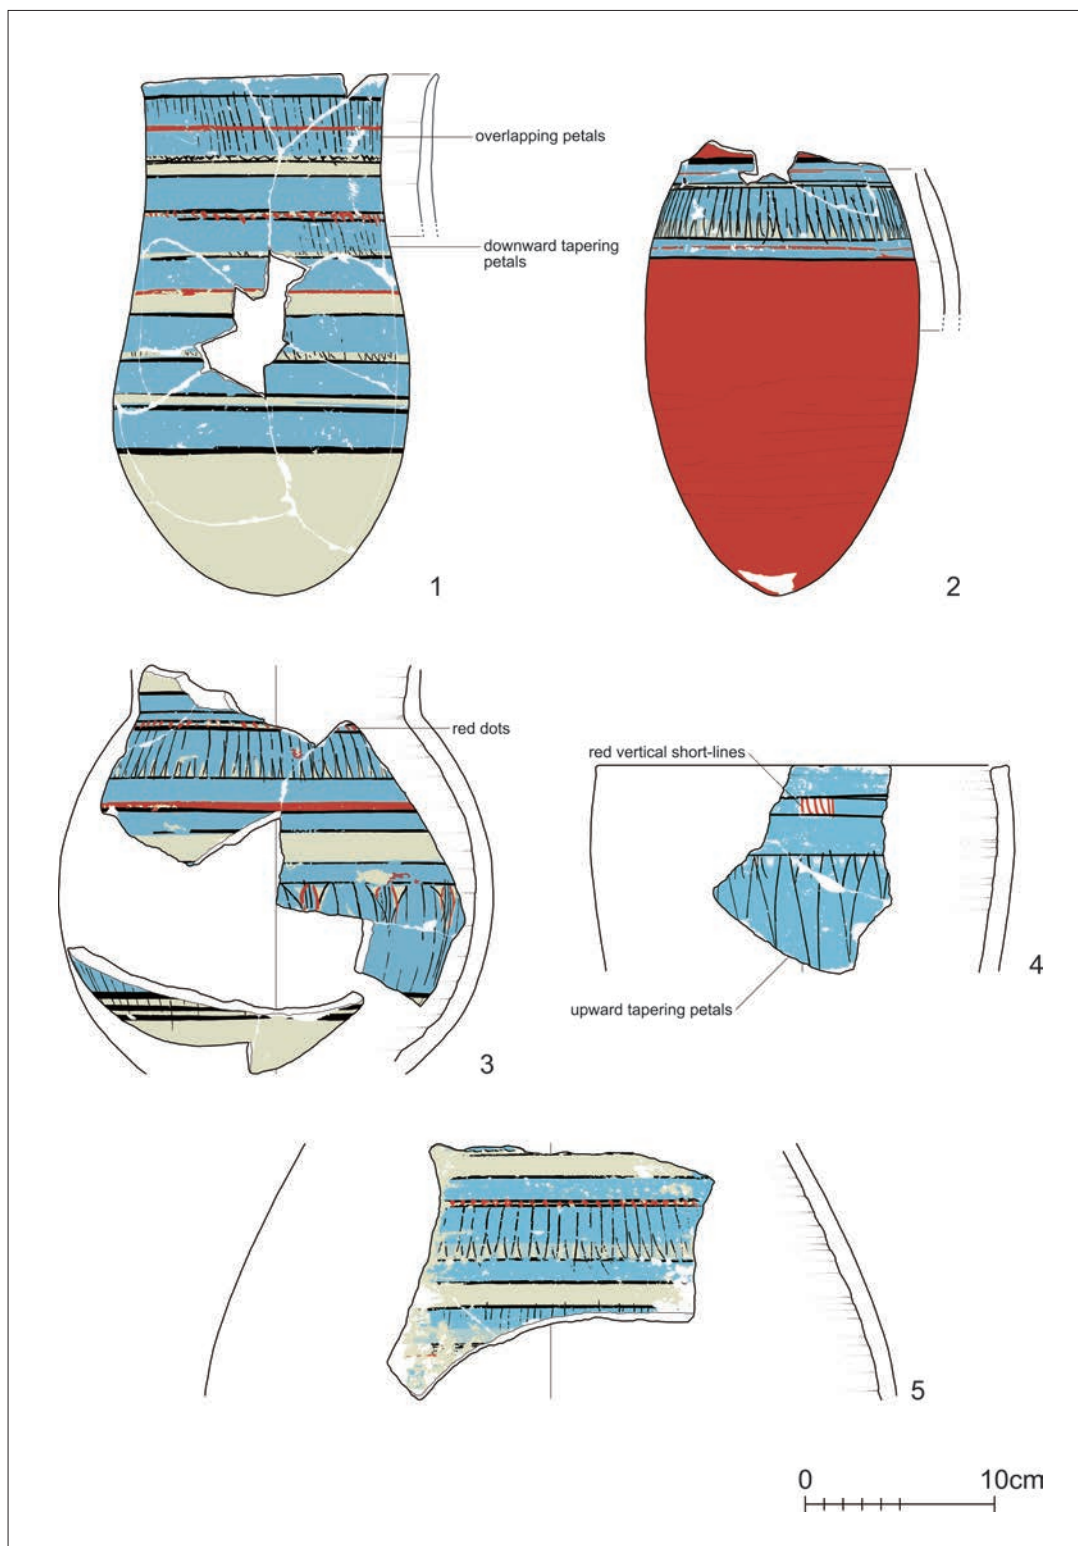 overlapping petals
downward tapering
petals
1
2
red dots
red vertical short-lines
3
4
upward tapering petals
5
0 10cm